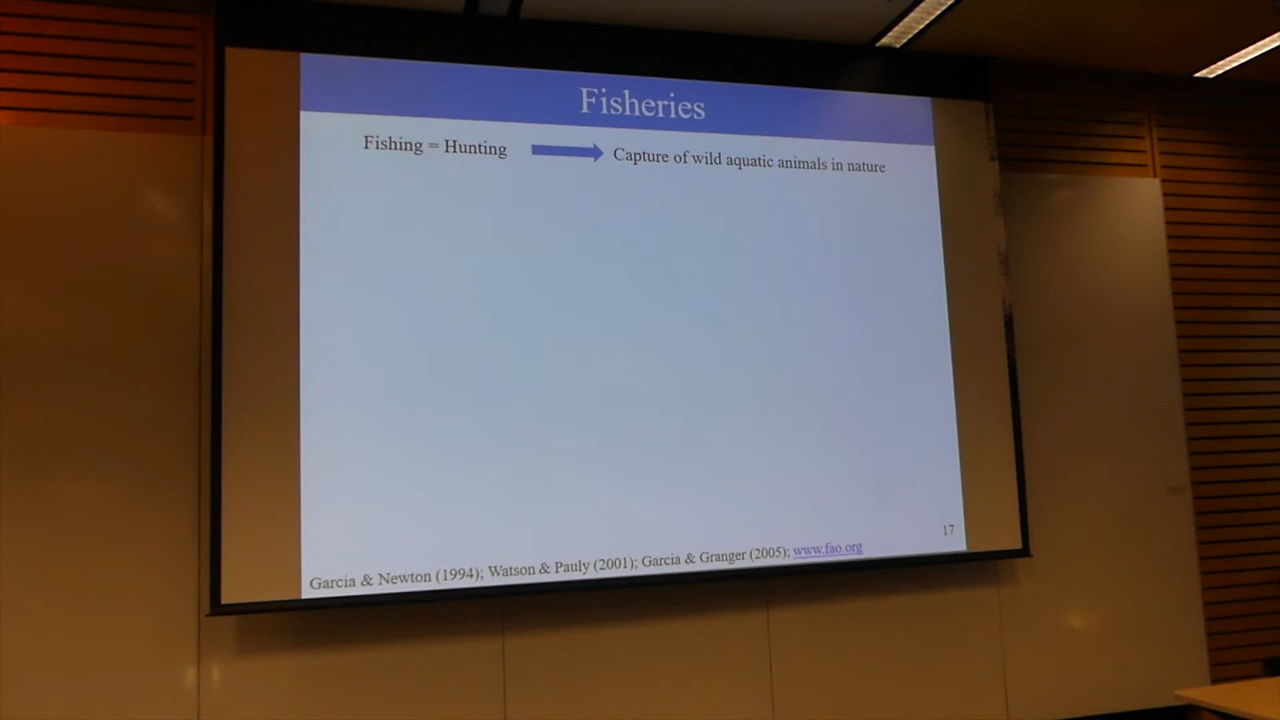 Fisheries
Fishing = Hunting
Capture of wild aquatic animals in nature
17
Garcia & Newton (1994); Watson & Pauly (2001); Garcia & Granger (2005); www.fao.org